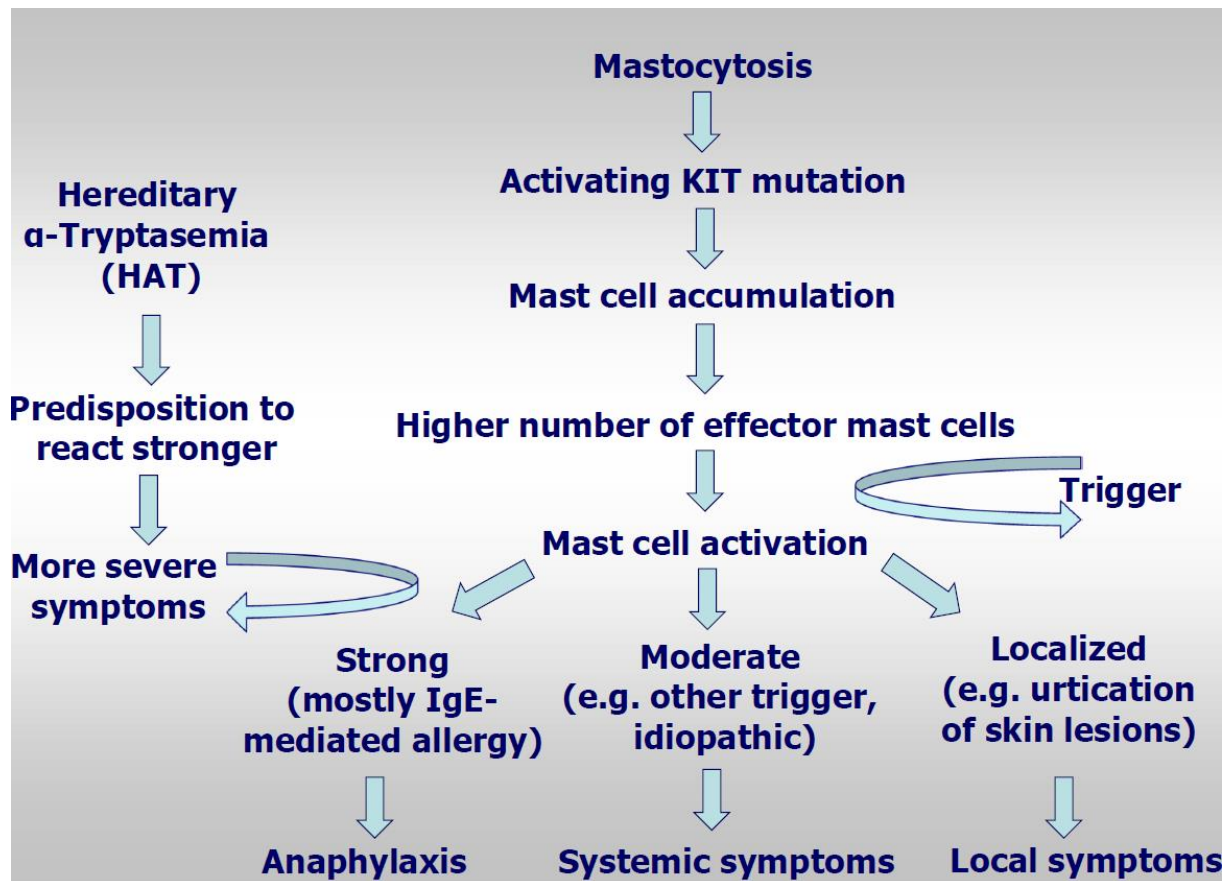 Mastocytosis
Activating KIT mutation
Hereditary
α-Tryptasemia
(HAT)
Mast cell accumulation
Predisposition to
react stronger
Higher number of effector mast cells
Trigger
Mast cell activation
More severe
symptoms
Strong
(mostly IgE-
mediated allergy)
Moderate
(e.g. other trigger,
idiopathic)
Localized
(e.g. urtication
of skin lesions)
Anaphylaxis
Systemic symptoms
Local symptoms